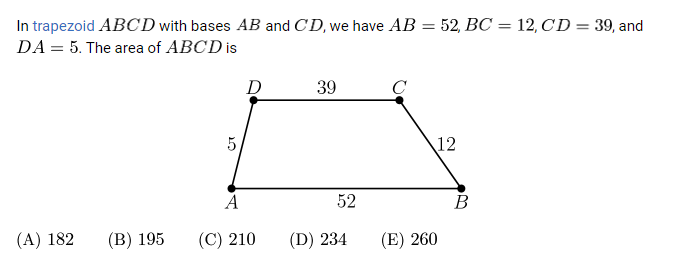 In trapezoid ABCD with bases AB and CD, we have AB = 52, BC = 12, CD = 39, and
DA = 5. The area of ABCD is
D 39 C
5 12
A 52 B
(A) 182 (B) 195 (C) 210 (D) 234 (E) 260